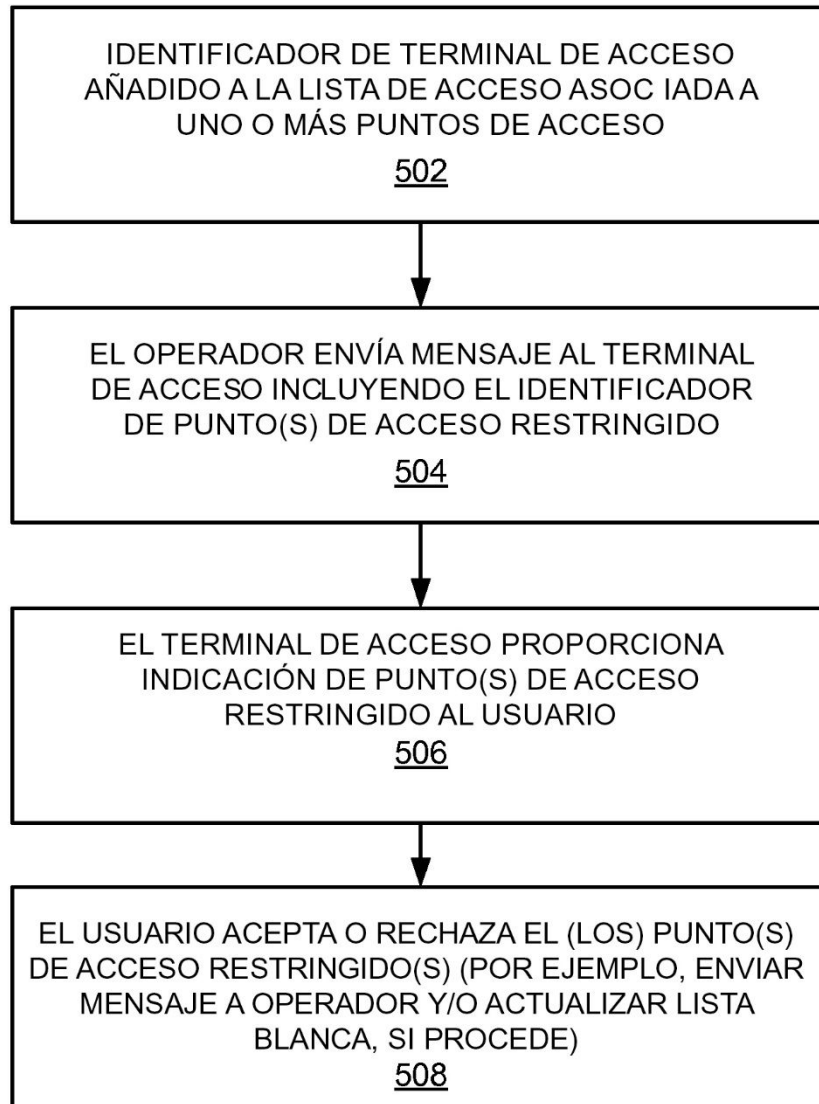 IDENTIFICADOR DE TERMINAL DE ACCESO
AÑADIDO A LA LISTA DE ACCESO ASOC IADA A
UNO O MÁS PUNTOS DE ACCESO
502
EL OPERADOR ENVÍA MENSAJE AL TERMINAL
DE ACCESO INCLUYENDO EL IDENTIFICADOR
DE PUNTO(S) DE ACCESO RESTRINGIDO
504
EL TERMINAL DE ACCESO PROPORCIONA
INDICACIÓN DE PUNTO(S) DE ACCESO
RESTRINGIDO AL USUARIO
506
EL USUARIO ACEPTA O RECHAZA EL (LOS) PUNTO(S)
DE ACCESO RESTRINGIDO(S) (POR EJEMPLO, ENVIAR
MENSAJE A OPERADOR Y/O ACTUALIZAR LISTA
BLANCA, SI PROCEDE)
508